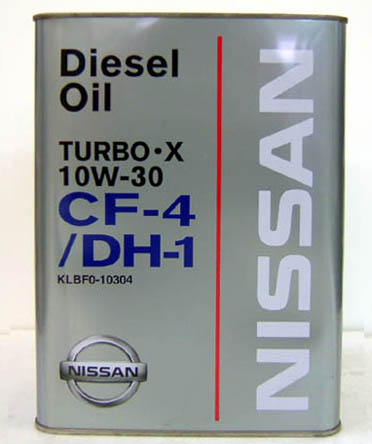 Diesel
Oil
TURBO・X
10W-30
CF-4
/DH-1
KLBF0-10304
NISSAN
NISSAN